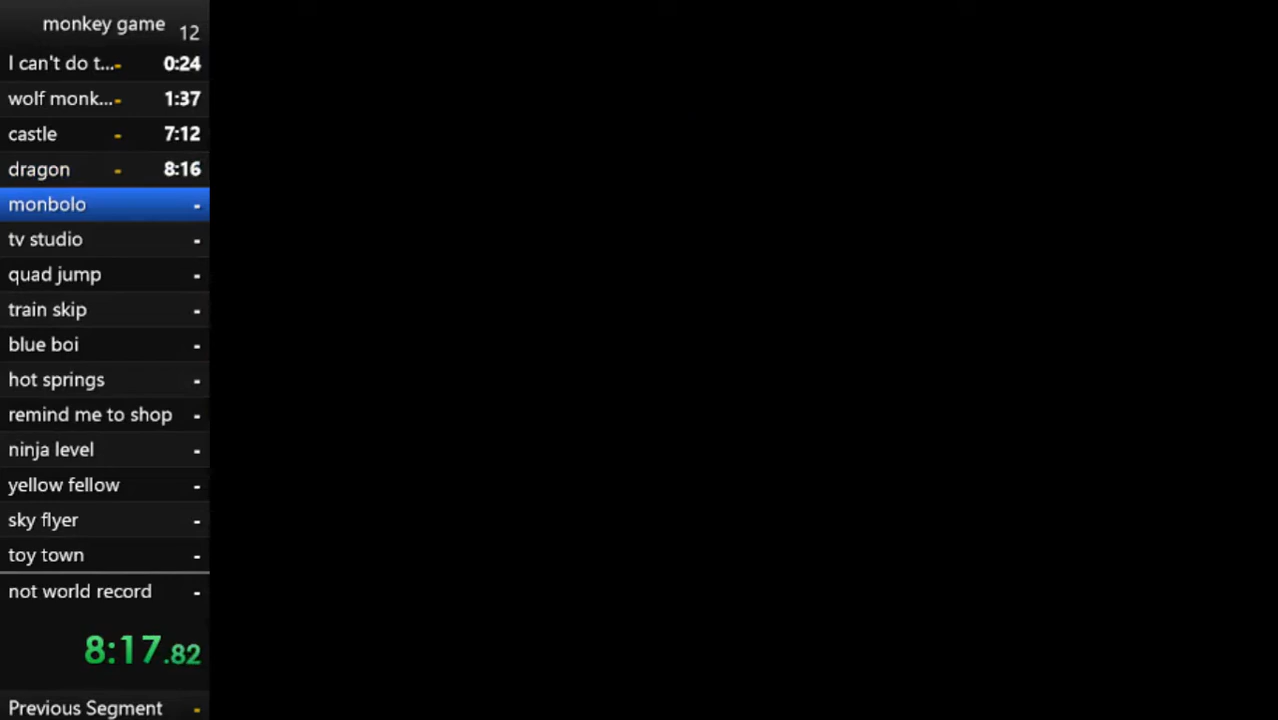 monkey game 12
I can't do t... - 0:24
wolf monk... - 1:37
castle - 7:12
dragon - 8:16
monbolo -
tv studio -
quad jump -
train skip -
blue boi -
hot springs -
remind me to shop -
ninja level -
yellow fellow -
sky flyer -
toy town -
not world record -
8:17.82
Previous Segment -